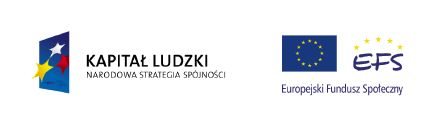 KAPITAŁ LUDZKI
NARODOWA STRATEGIA SPÓJNOŚCI
EFS
Europejski Fundusz Społeczny